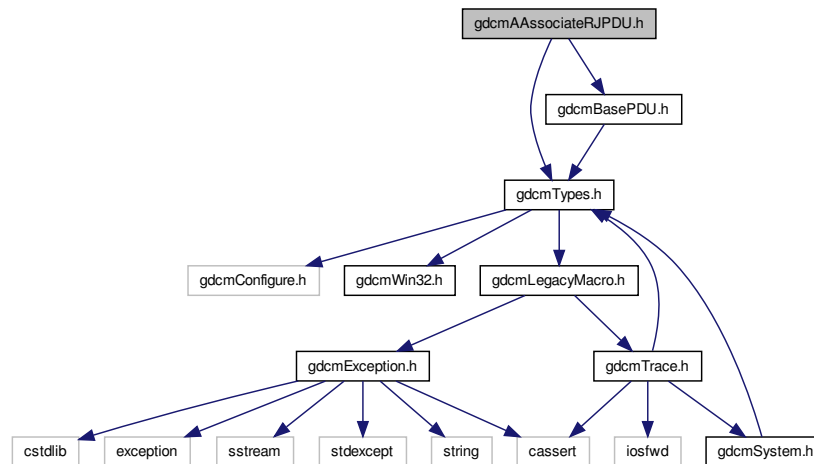 gdcmAAssociateRJPDU.h
gdcmBasePDU.h
gdcmTypes.h
gdcmConfigure.h
gdcmWin32.h
gdcmLegacyMacro.h
gdcmException.h
gdcmTrace.h
cstdlib
exception
sstream
stdexcept
string
cassert
iosfwd
gdcmSystem.h